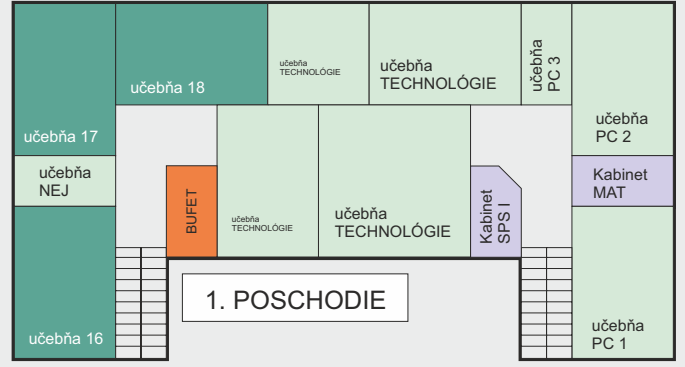 učebňa 17
učebňa 18
učebňa
TECHNOLÓGIE
učebňa
TECHNOLÓGIE
učebňa
PC 3
učebňa
PC 2
učebňa
NEJ
BUFET
učebňa
TECHNOLÓGIE
učebňa
TECHNOLÓGIE
Kabinet
SPS I
Kabinet
MAT
učebňa 16
1. POSCHODIE
učebňa
PC 1